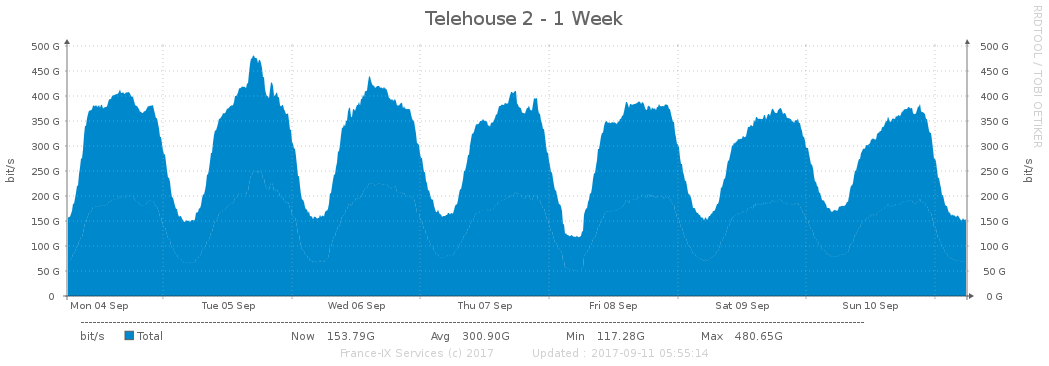 Telehouse 2 - 1 Week
RRDTOOL / TOBI OETIKER
500 G 500 G
450 G 450 G
400 G 400 G
350 G 350 G
300 G 300 G
250 G 250 G
200 G 200 G
150 G 150 G
100 G 100 G
50 G 50 G
0 0 G
bit/s bit/s
Mon 04 Sep Tue 05 Sep Wed 06 Sep Thu 07 Sep Fri 08 Sep Sat 09 Sep Sun 10 Sep
bit/s Total Now 153.79G Avg 300.90G Min 117.28G Max 480.65G
France-IX Services (c) 2017 Updated : 2017-09-11 05:55:14